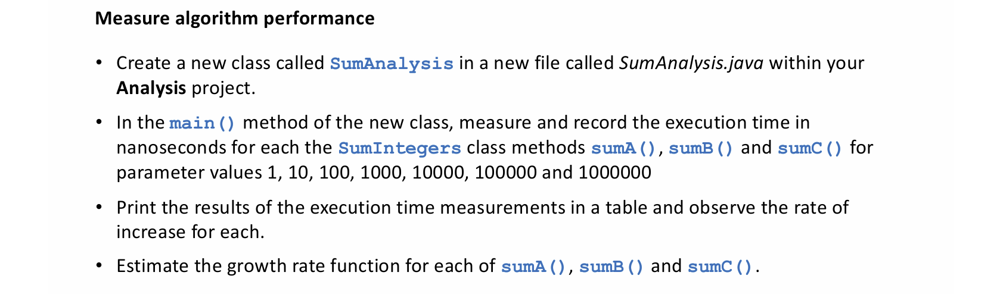 Measure algorithm performance
• Create a new class called SumAnalysis in a new file called SumAnalysis.java within your
Analysis project.
• In the main() method of the new class, measure and record the execution time in
nanoseconds for each the SumIntegers class methods sumA(), sumB() and sumC() for
parameter values 1, 10, 100, 1000, 10000, 100000 and 1000000
• Print the results of the execution time measurements in a table and observe the rate of
increase for each.
• Estimate the growth rate function for each of sumA(), sumB() and sumC().